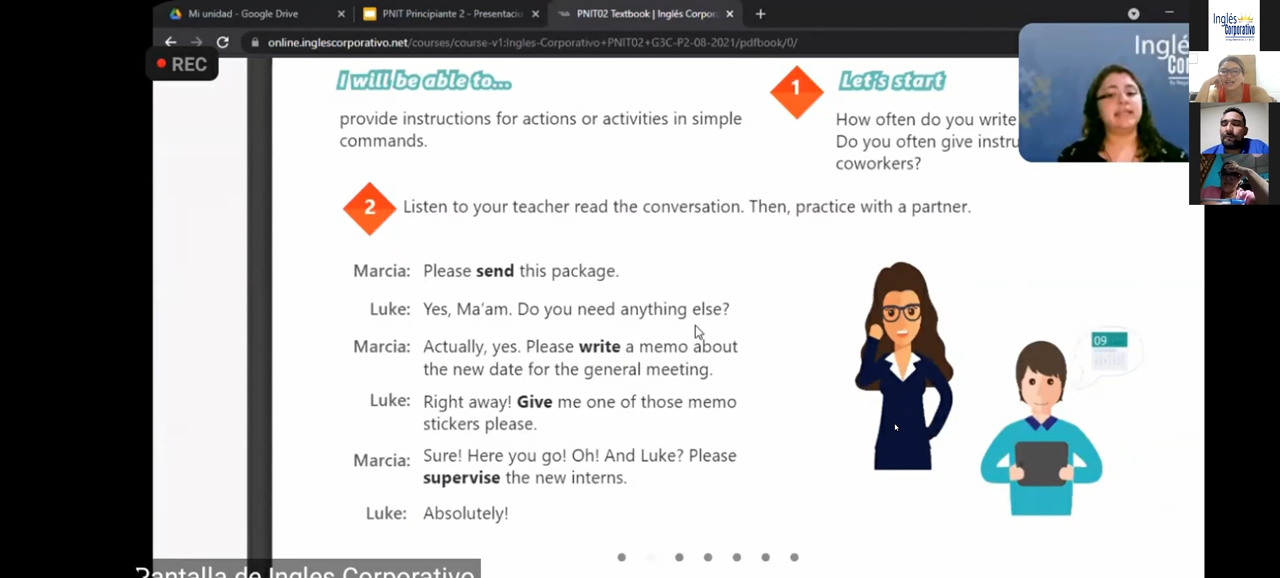 Mi unidad - Google Drive
PNIT Principiante 2 - Presentacio
PNIT02 Textbook | Inglés Corpor
online.inglescorporativo.net/courses/course-v1:Ingles-Corporativo+PNIT02+G3C-P2-08-2021/pdfbook/0/
REC
Inglés
Corporativo
Inglé
Co
I will be able to...
provide instructions for actions or activities in simple
commands.
1
Let's start
How often do you write
Do you often give instru
coworkers?
2
Listen to your teacher read the conversation. Then, practice with a partner.
Marcia: Please send this package.
Luke: Yes, Ma'am. Do you need anything else?
Marcia: Actually, yes. Please write a memo about
the new date for the general meeting.
Luke: Right away! Give me one of those memo
stickers please.
Marcia: Sure! Here you go! Oh! And Luke? Please
supervise the new interns.
Luke: Absolutely!
09
Pantalla de Ingles Corporativo